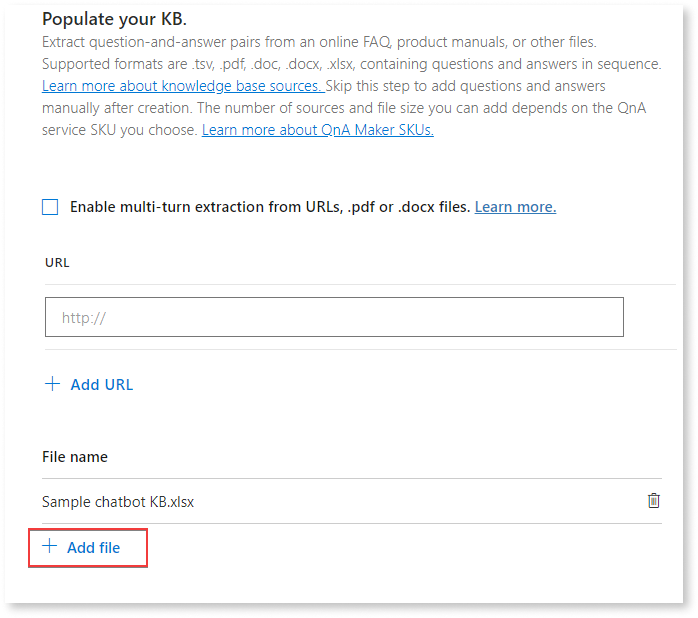 Populate your KB.
Extract question-and-answer pairs from an online FAQ, product manuals, or other files.
Supported formats are .tsv, .pdf, .doc, .docx, .xlsx, containing questions and answers in sequence.
Learn more about knowledge base sources. Skip this step to add questions and answers
manually after creation. The number of sources and file size you can add depends on the QnA
service SKU you choose. Learn more about QnA Maker SKUs.
Enable multi-turn extraction from URLs, .pdf or .docx files. Learn more.
URL
http://
Add URL
File name
Sample chatbot KB.xlsx
Add file